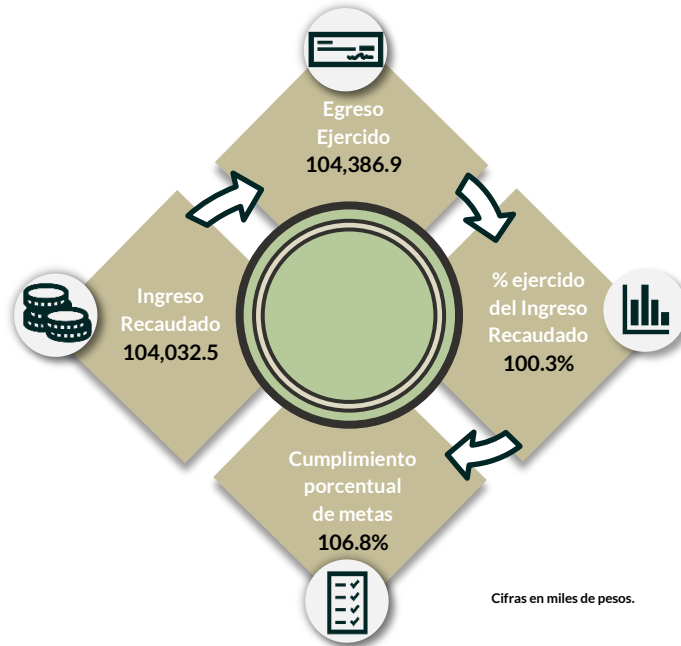 Egreso
Ejercido
104,386.9
Ingreso
Recaudado
104,032.5
% ejercido
del Ingreso
Recaudado
100.3%
Cumplimiento
porcentual
de metas
106.8%
Cifras en miles de pesos.